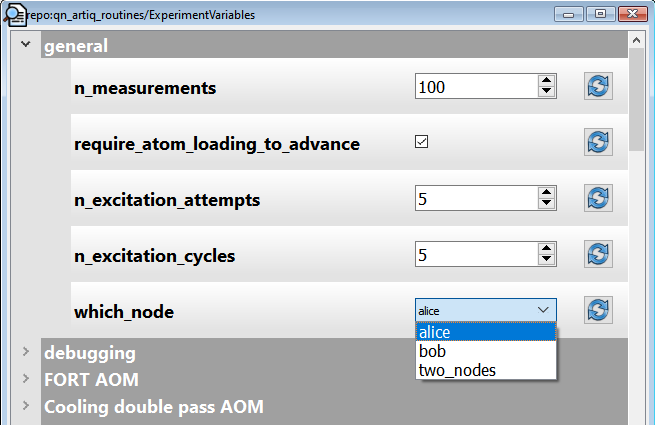 repo:qn_artiq_routines/ExperimentVariables
general
n_measurements 100
require_atom_loading_to_advance
n_excitation_attempts 5
n_excitation_cycles 5
which_node alice
alice
bob
two_nodes
debugging
FORT AOM
Cooling double pass AOM